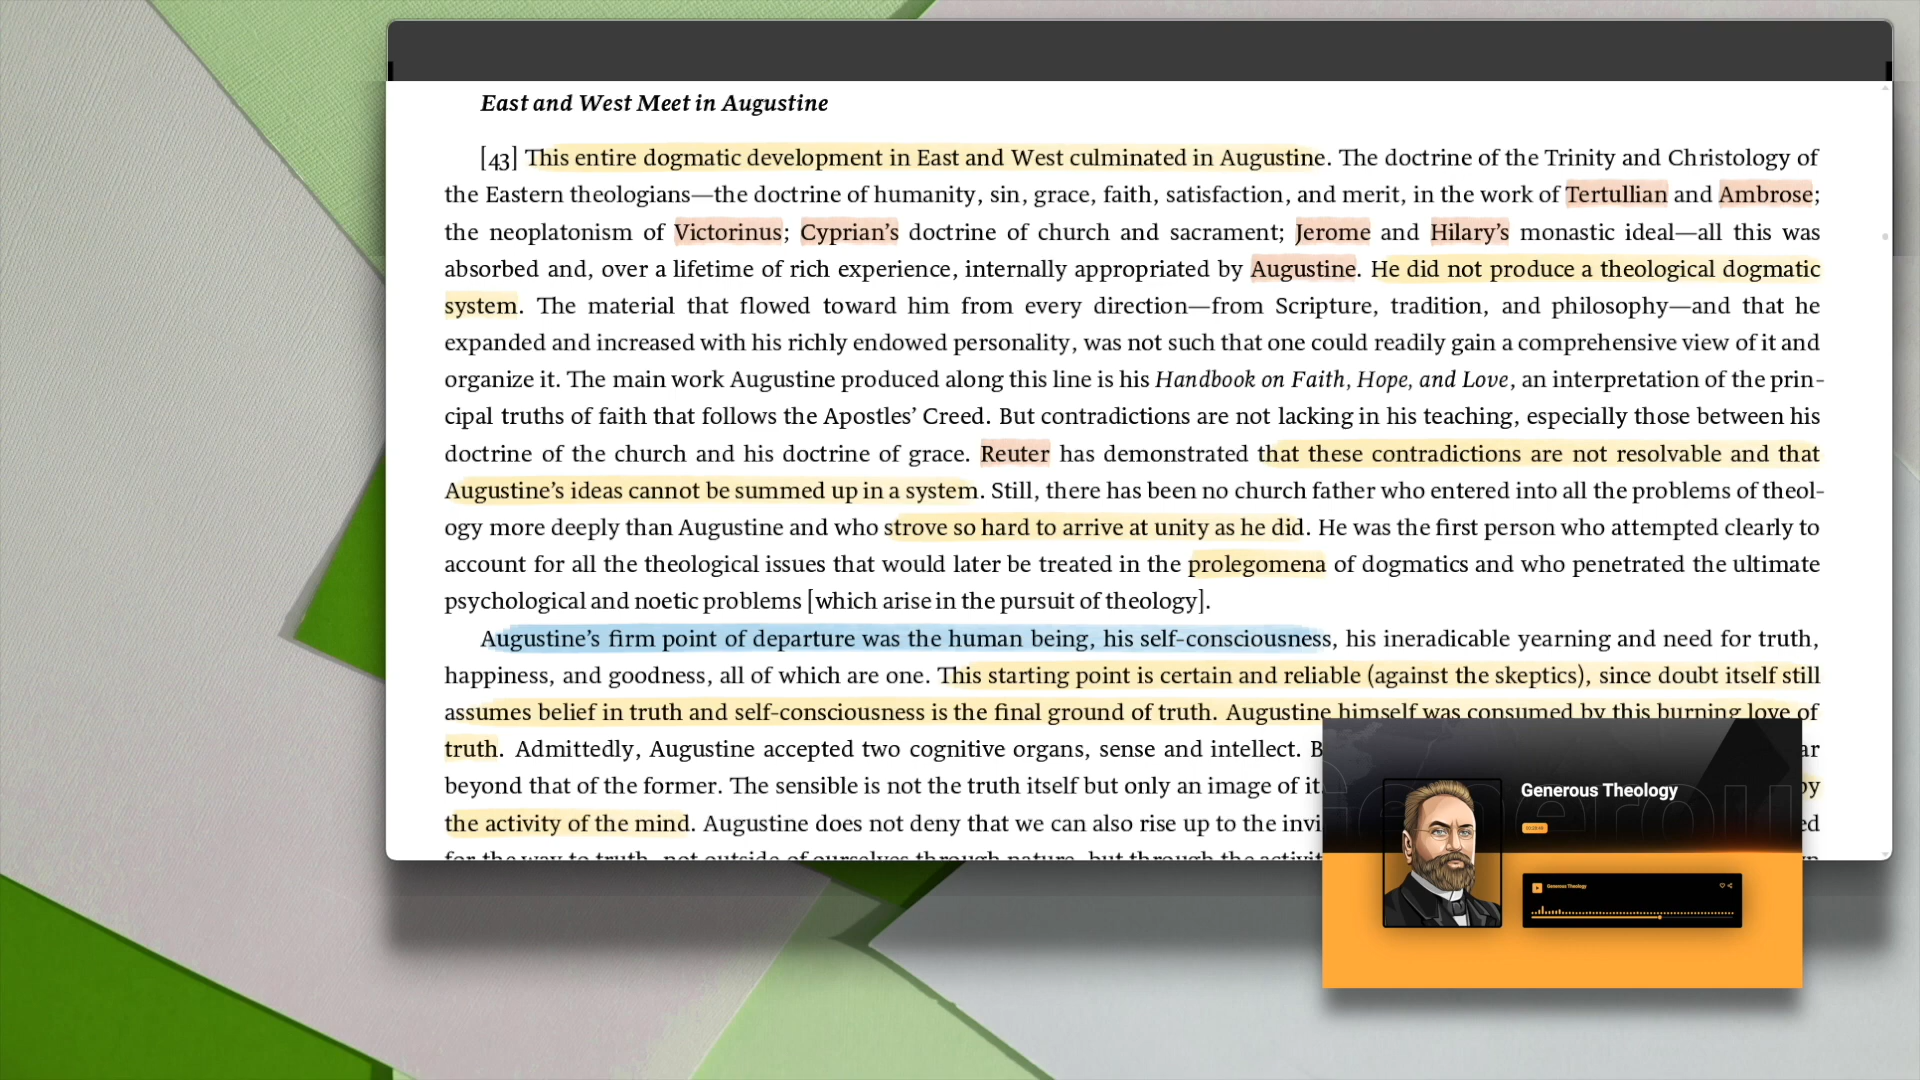 East and West Meet in Augustine
[43] This entire dogmatic development in East and West culminated in Augustine. The doctrine of the Trinity and Christology of
the Eastern theologians—the doctrine of humanity, sin, grace, faith, satisfaction, and merit, in the work of Tertullian and Ambrose;
the neoplatonism of Victorinus; Cyprian’s doctrine of church and sacrament; Jerome and Hilary’s monastic ideal—all this was
absorbed and, over a lifetime of rich experience, internally appropriated by Augustine. He did not produce a theological dogmatic
system. The material that flowed toward him from every direction—from Scripture, tradition, and philosophy—and that he
expanded and increased with his richly endowed personality, was not such that one could readily gain a comprehensive view of it and
organize it. The main work Augustine produced along this line is his Handbook on Faith, Hope, and Love, an interpretation of the prin-
cipal truths of faith that follows the Apostles’ Creed. But contradictions are not lacking in his teaching, especially those between his
doctrine of the church and his doctrine of grace. Reuter has demonstrated that these contradictions are not resolvable and that
Augustine’s ideas cannot be summed up in a system. Still, there has been no church father who entered into all the problems of theol-
ogy more deeply than Augustine and who strove so hard to arrive at unity as he did. He was the first person who attempted clearly to
account for all the theological issues that would later be treated in the prolegomena of dogmatics and who penetrated the ultimate
psychological and noetic problems [which arise in the pursuit of theology].
Augustine’s firm point of departure was the human being, his self-consciousness, his ineradicable yearning and need for truth,
happiness, and goodness, all of which are one. This starting point is certain and reliable (against the skeptics), since doubt itself still
assumes belief in truth and self-consciousness is the final ground of truth. Augustine himself was consumed by this burning love of
truth. Admittedly, Augustine accepted two cognitive organs, sense and intellect.
beyond that of the former. The sensible is not the truth itself but only an image of it. by
the activity of the mind. Augustine does not deny that we can also rise up to the
for the way to truth, not outside of ourselves through nature, but through the
Generous Theology
Generous Theology